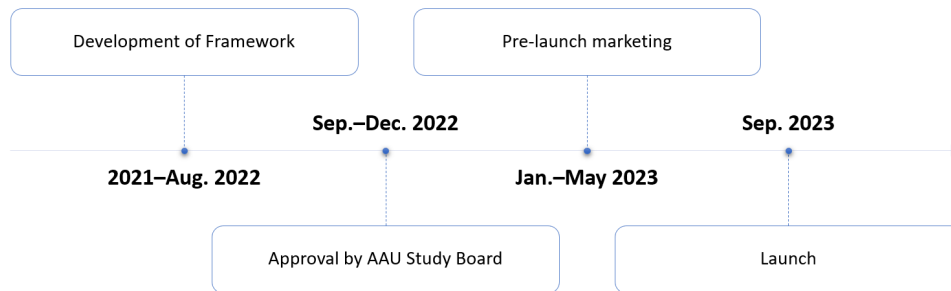 Development of Framework
Pre-launch marketing
Sep.–Dec. 2022
Sep. 2023
2021–Aug. 2022
Jan.–May 2023
Approval by AAU Study Board
Launch